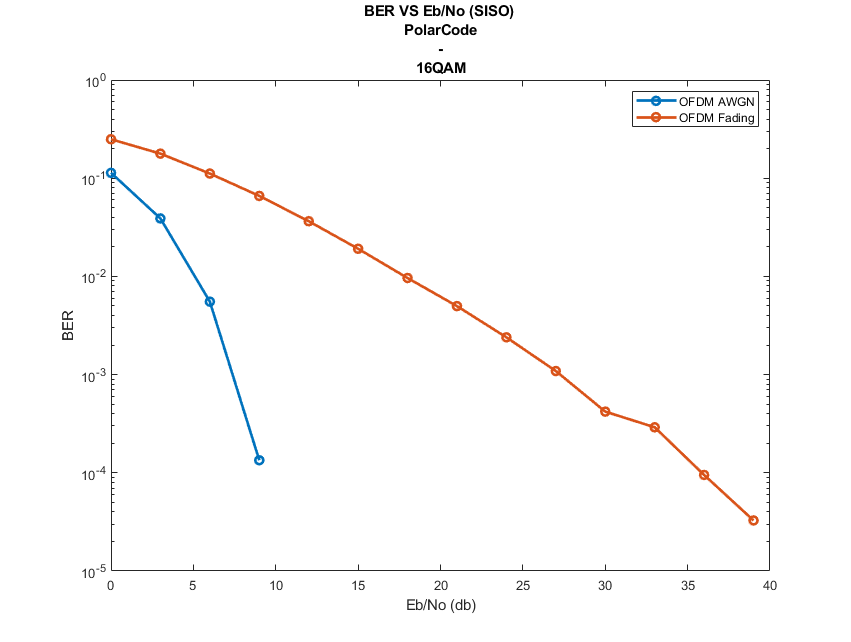 BER VS Eb/No (SISO)
PolarCode
-
16QAM
OFDM AWGN
OFDM Fading
10^0
10^-1
10^-2
10^-3
10^-4
10^-5
BER
0 5 10 15 20 25 30 35 40
Eb/No (db)